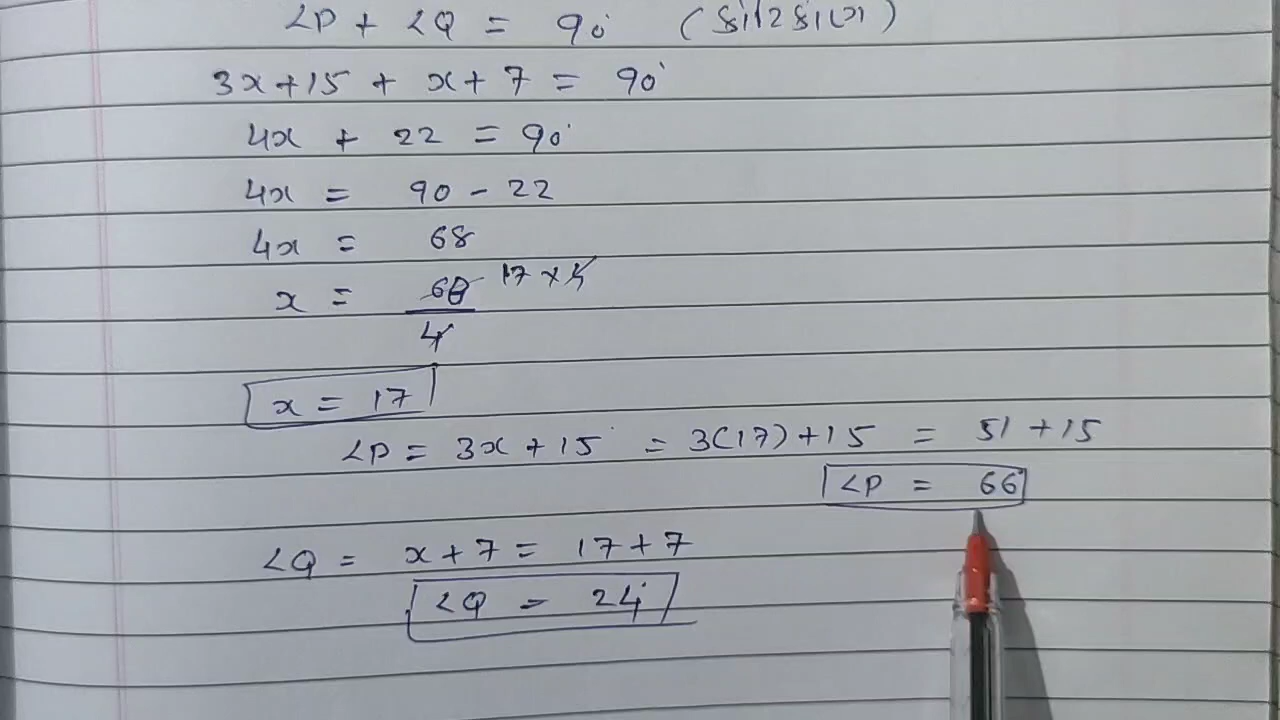 ∠P + ∠Q = 90°
3x+15 + x+7 = 90°
4x + 22 = 90°
4x = 90 - 22
4x = 68
x = 68 17 × 4
4
x = 17
∠P = 3x + 15 = 3(17) + 15 = 51 + 15
∠P = 66
∠Q = x + 7 = 17 + 7
∠Q = 24°